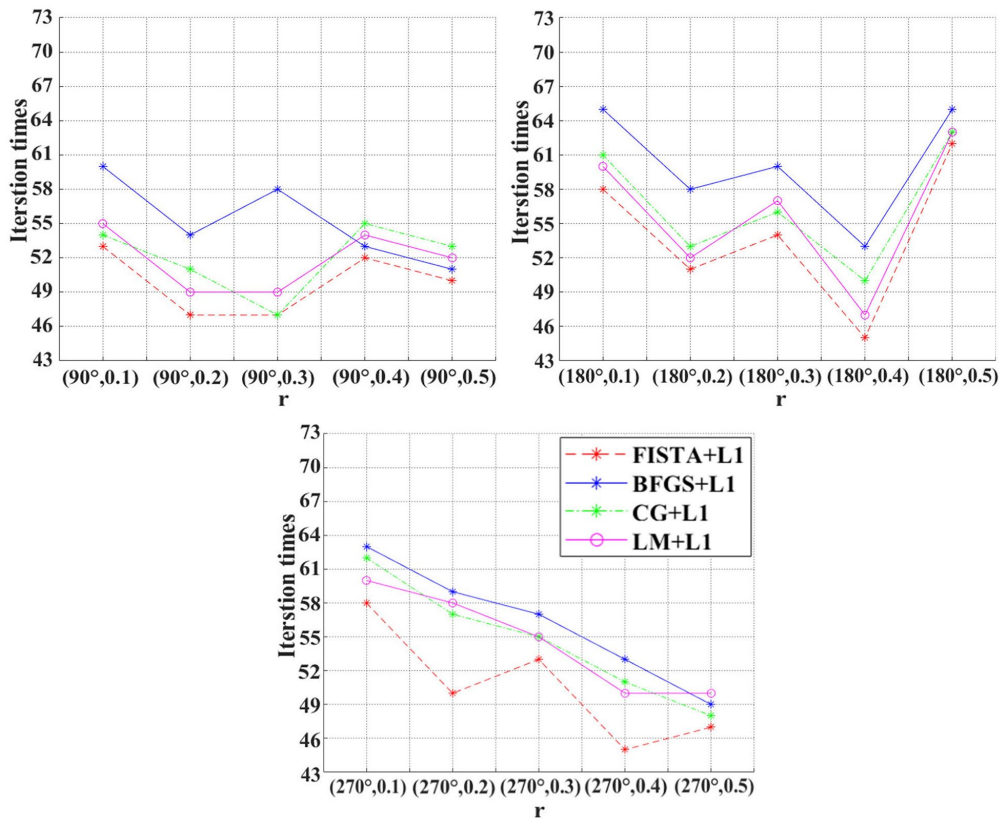 73
70
67
64
61
58
55
52
49
46
43
Iterstion times
(90°,0.1) (90°,0.2) (90°,0.3) (90°,0.4) (90°,0.5)
r
73
70
67
64
61
58
55
52
49
46
43
Iterstion times
(180°,0.1) (180°,0.2) (180°,0.3) (180°,0.4) (180°,0.5)
r
73
70
67
64
61
58
55
52
49
46
43
Iterstion times
(270°,0.1) (270°,0.2) (270°,0.3) (270°,0.4) (270°,0.5)
r
FISTA+L1
BFGS+L1
CG+L1
LM+L1